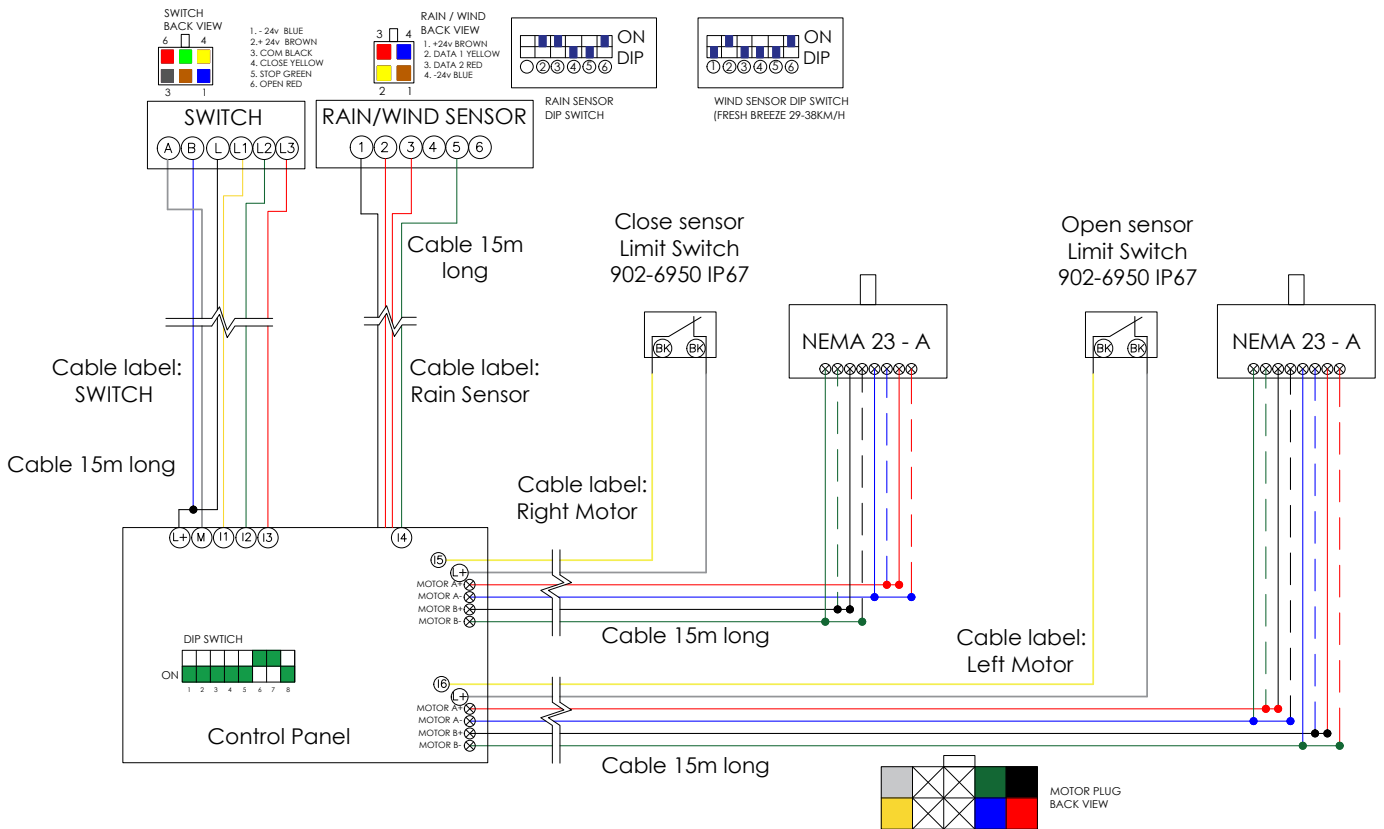 SWITCH
BACK VIEW
6 4
3 1
1. - 24v BLUE
2.+ 24v BROWN
3. COM BLACK
4. CLOSE YELLOW
5. STOP GREEN
6. OPEN RED
RAIN / WIND
BACK VIEW
3 4
2 1
1. +24v BROWN
2. DATA 1 YELLOW
3. DATA 2 RED
4. -24v BLUE
ON
DIP
2 3 4 5 6
RAIN SENSOR
DIP SWITCH
ON
DIP
1 2 3 4 5 6
WIND SENSOR DIP SWITCH
(FRESH BREEZE 29-38KM/H
SWITCH
A B L L1 L2 L3
RAIN/WIND SENSOR
1 2 3 4 5 6
Cable 15m
long
Close sensor
Limit Switch
902-6950 IP67
BK BK
NEMA 23 - A
Open sensor
Limit Switch
902-6950 IP67
BK BK
NEMA 23 - A
Cable label:
SWITCH
Cable label:
Rain Sensor
Cable 15m long
Cable label:
Right Motor
L+ M I1 I2 I3
I4
I5
L+
MOTOR A+
MOTOR A-
MOTOR B+
MOTOR B-
Cable 15m long
Cable label:
Left Motor
DIP SWTICH
ON
1 2 3 4 5 6 7 8
Control Panel
I6
L+
MOTOR A+
MOTOR A-
MOTOR B+
MOTOR B-
Cable 15m long
MOTOR PLUG
BACK VIEW